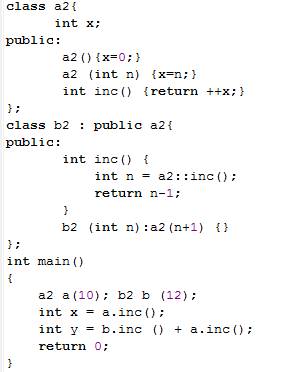 class a2{
int x;
public:
a2(){x=0;}
a2 (int n) {x=n;}
int inc() {return ++x;}
};
class b2 : public a2{
public:
int inc() {
int n = a2::inc();
return n-1;
}
b2 (int n):a2(n+1) {}
};
int main()
{
a2 a(10); b2 b (12);
int x = a.inc();
int y = b.inc () + a.inc();
return 0;
}